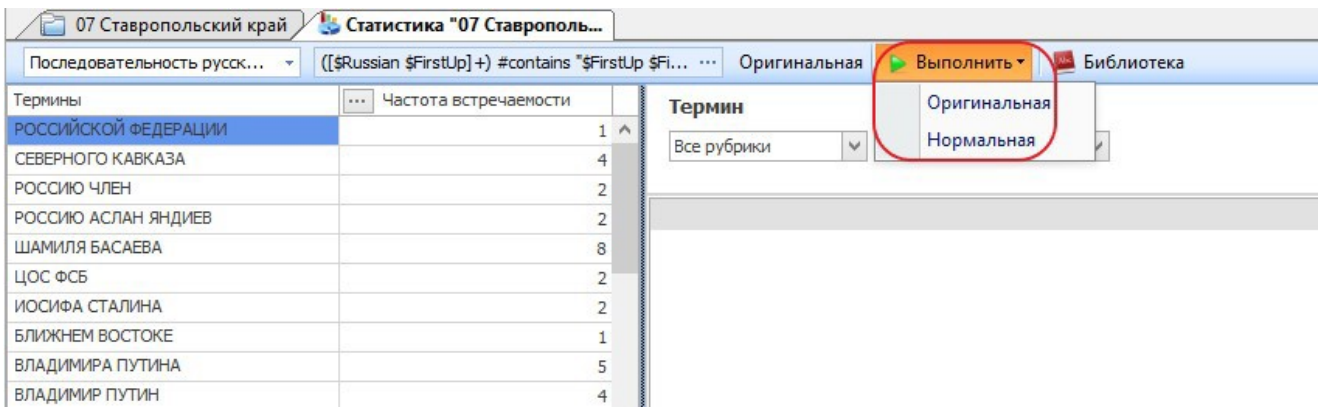 07 Ставропольский край Статистика "07 Ставрополь...
Последовательность русск... ([$Russian $FirstUp]+) #contains "$FirstUp $Fi... ... Оригинальная Выполнить Библиотека
Термины ... Частота встречаемости
РОССИЙСКОЙ ФЕДЕРАЦИИ 1
СЕВЕРНОГО КАВКАЗА 4
РОССИЮ ЧЛЕН 2
РОССИЮ АСЛАН ЯНДИЕВ 2
ШАМИЛЯ БАСАЕВА 8
ЦОС ФСБ 2
ИОСИФА СТАЛИНА 2
БЛИЖНЕМ ВОСТОКЕ 1
ВЛАДИМИРА ПУТИНА 5
ВЛАДИМИР ПУТИН 4
Термин
Все рубрики
Оригинальная
Нормальная